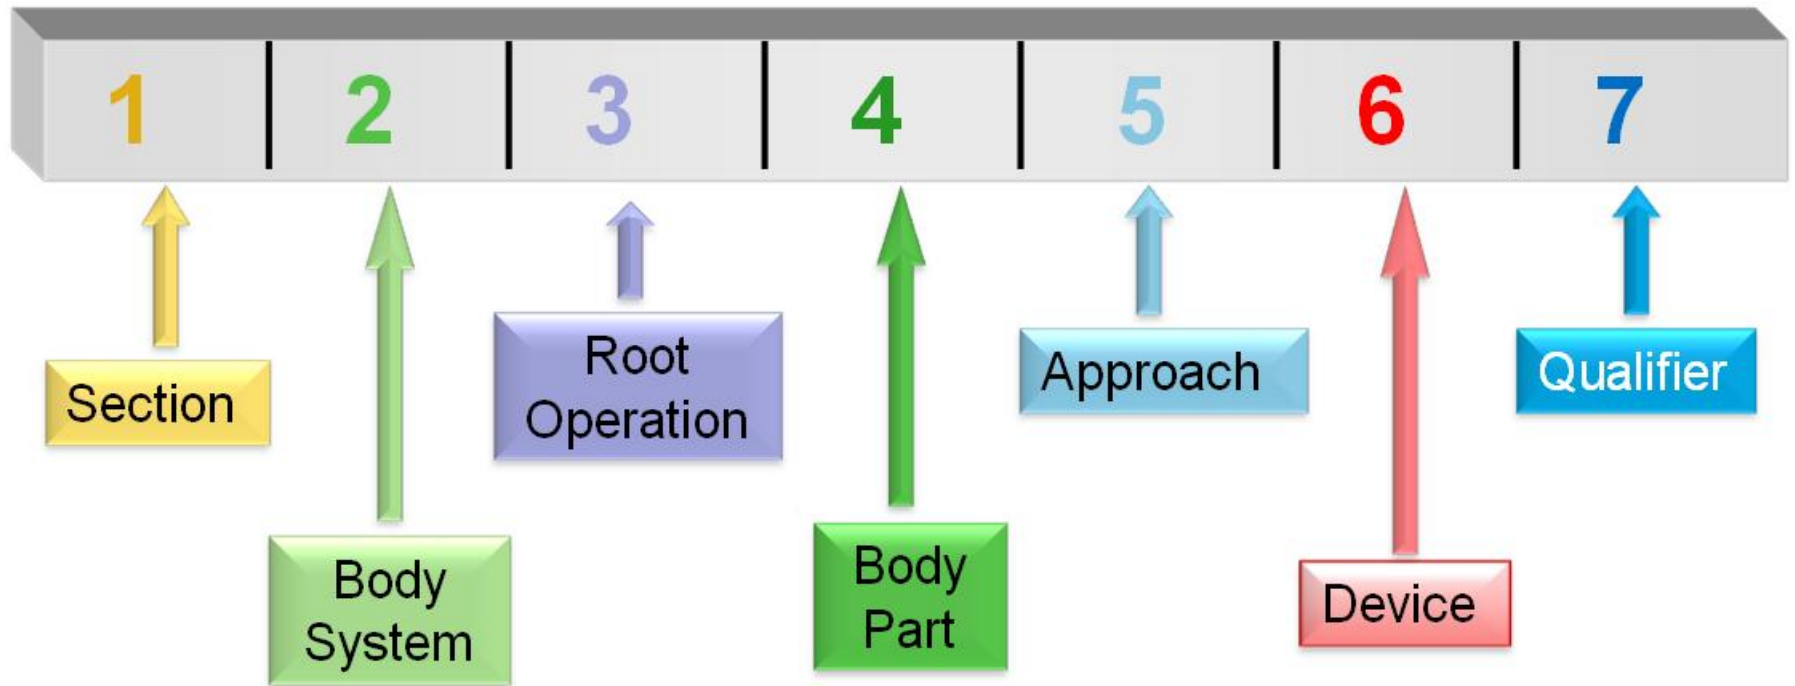 1 2 3 4 5 6 7
Section
Body
System
Root
Operation
Body
Part
Approach
Device
Qualifier